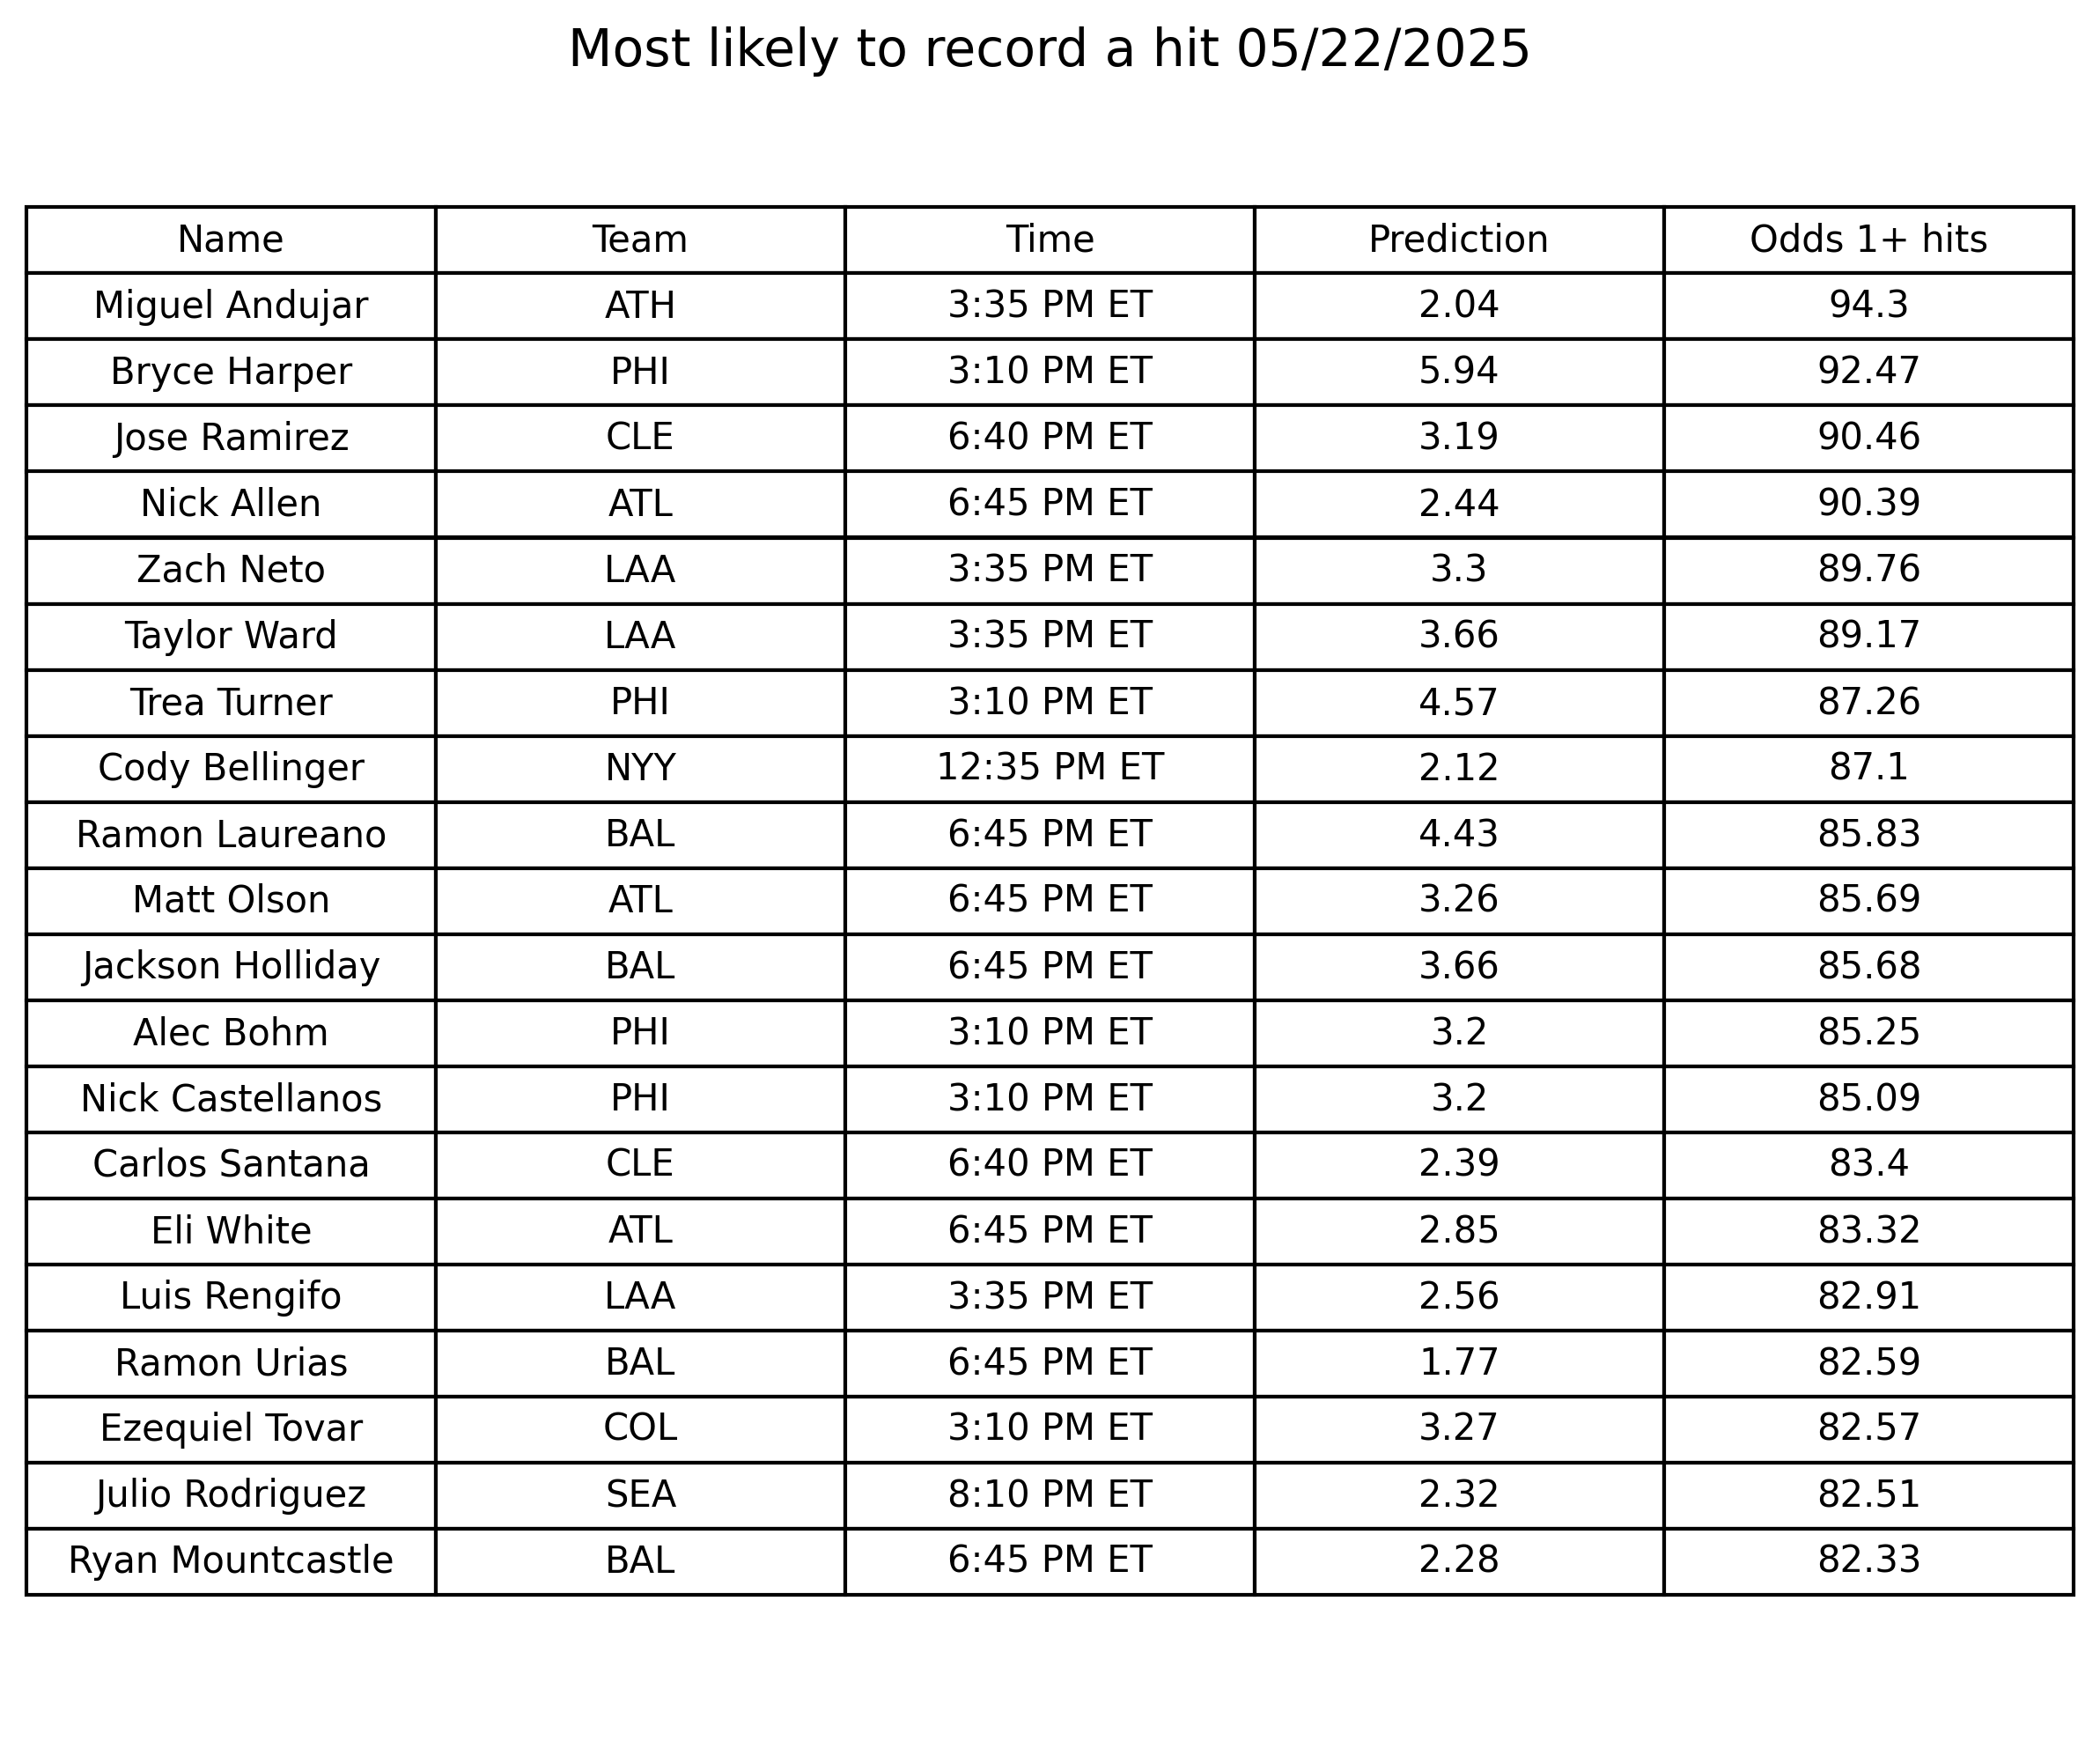 Most likely to record a hit 05/22/2025
Name Team Time Prediction Odds 1+ hits
Miguel Andujar ATH 3:35 PM ET 2.04 94.3
Bryce Harper PHI 3:10 PM ET 5.94 92.47
Jose Ramirez CLE 6:40 PM ET 3.19 90.46
Nick Allen ATL 6:45 PM ET 2.44 90.39
Zach Neto LAA 3:35 PM ET 3.3 89.76
Taylor Ward LAA 3:35 PM ET 3.66 89.17
Trea Turner PHI 3:10 PM ET 4.57 87.26
Cody Bellinger NYY 12:35 PM ET 2.12 87.1
Ramon Laureano BAL 6:45 PM ET 4.43 85.83
Matt Olson ATL 6:45 PM ET 3.26 85.69
Jackson Holliday BAL 6:45 PM ET 3.66 85.68
Alec Bohm PHI 3:10 PM ET 3.2 85.25
Nick Castellanos PHI 3:10 PM ET 3.2 85.09
Carlos Santana CLE 6:40 PM ET 2.39 83.4
Eli White ATL 6:45 PM ET 2.85 83.32
Luis Rengifo LAA 3:35 PM ET 2.56 82.91
Ramon Urias BAL 6:45 PM ET 1.77 82.59
Ezequiel Tovar COL 3:10 PM ET 3.27 82.57
Julio Rodriguez SEA 8:10 PM ET 2.32 82.51
Ryan Mountcastle BAL 6:45 PM ET 2.28 82.33